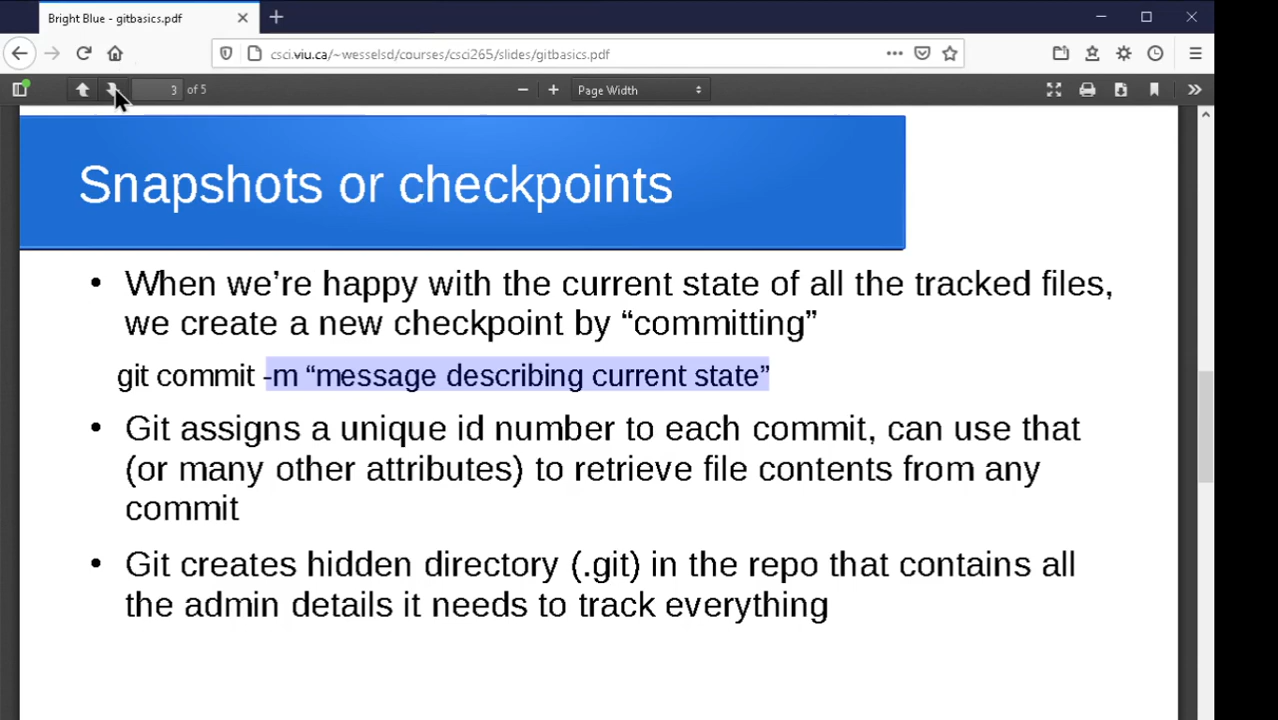 Bright Blue - gitbasics.pdf
csci.viu.ca/~wesselsd/courses/csci265/slides/gitbasics.pdf
3 of 5
Page Width
Snapshots or checkpoints
• When we’re happy with the current state of all the tracked files,
we create a new checkpoint by “committing”
git commit -m “message describing current state”
• Git assigns a unique id number to each commit, can use that
(or many other attributes) to retrieve file contents from any
commit
• Git creates hidden directory (.git) in the repo that contains all
the admin details it needs to track everything